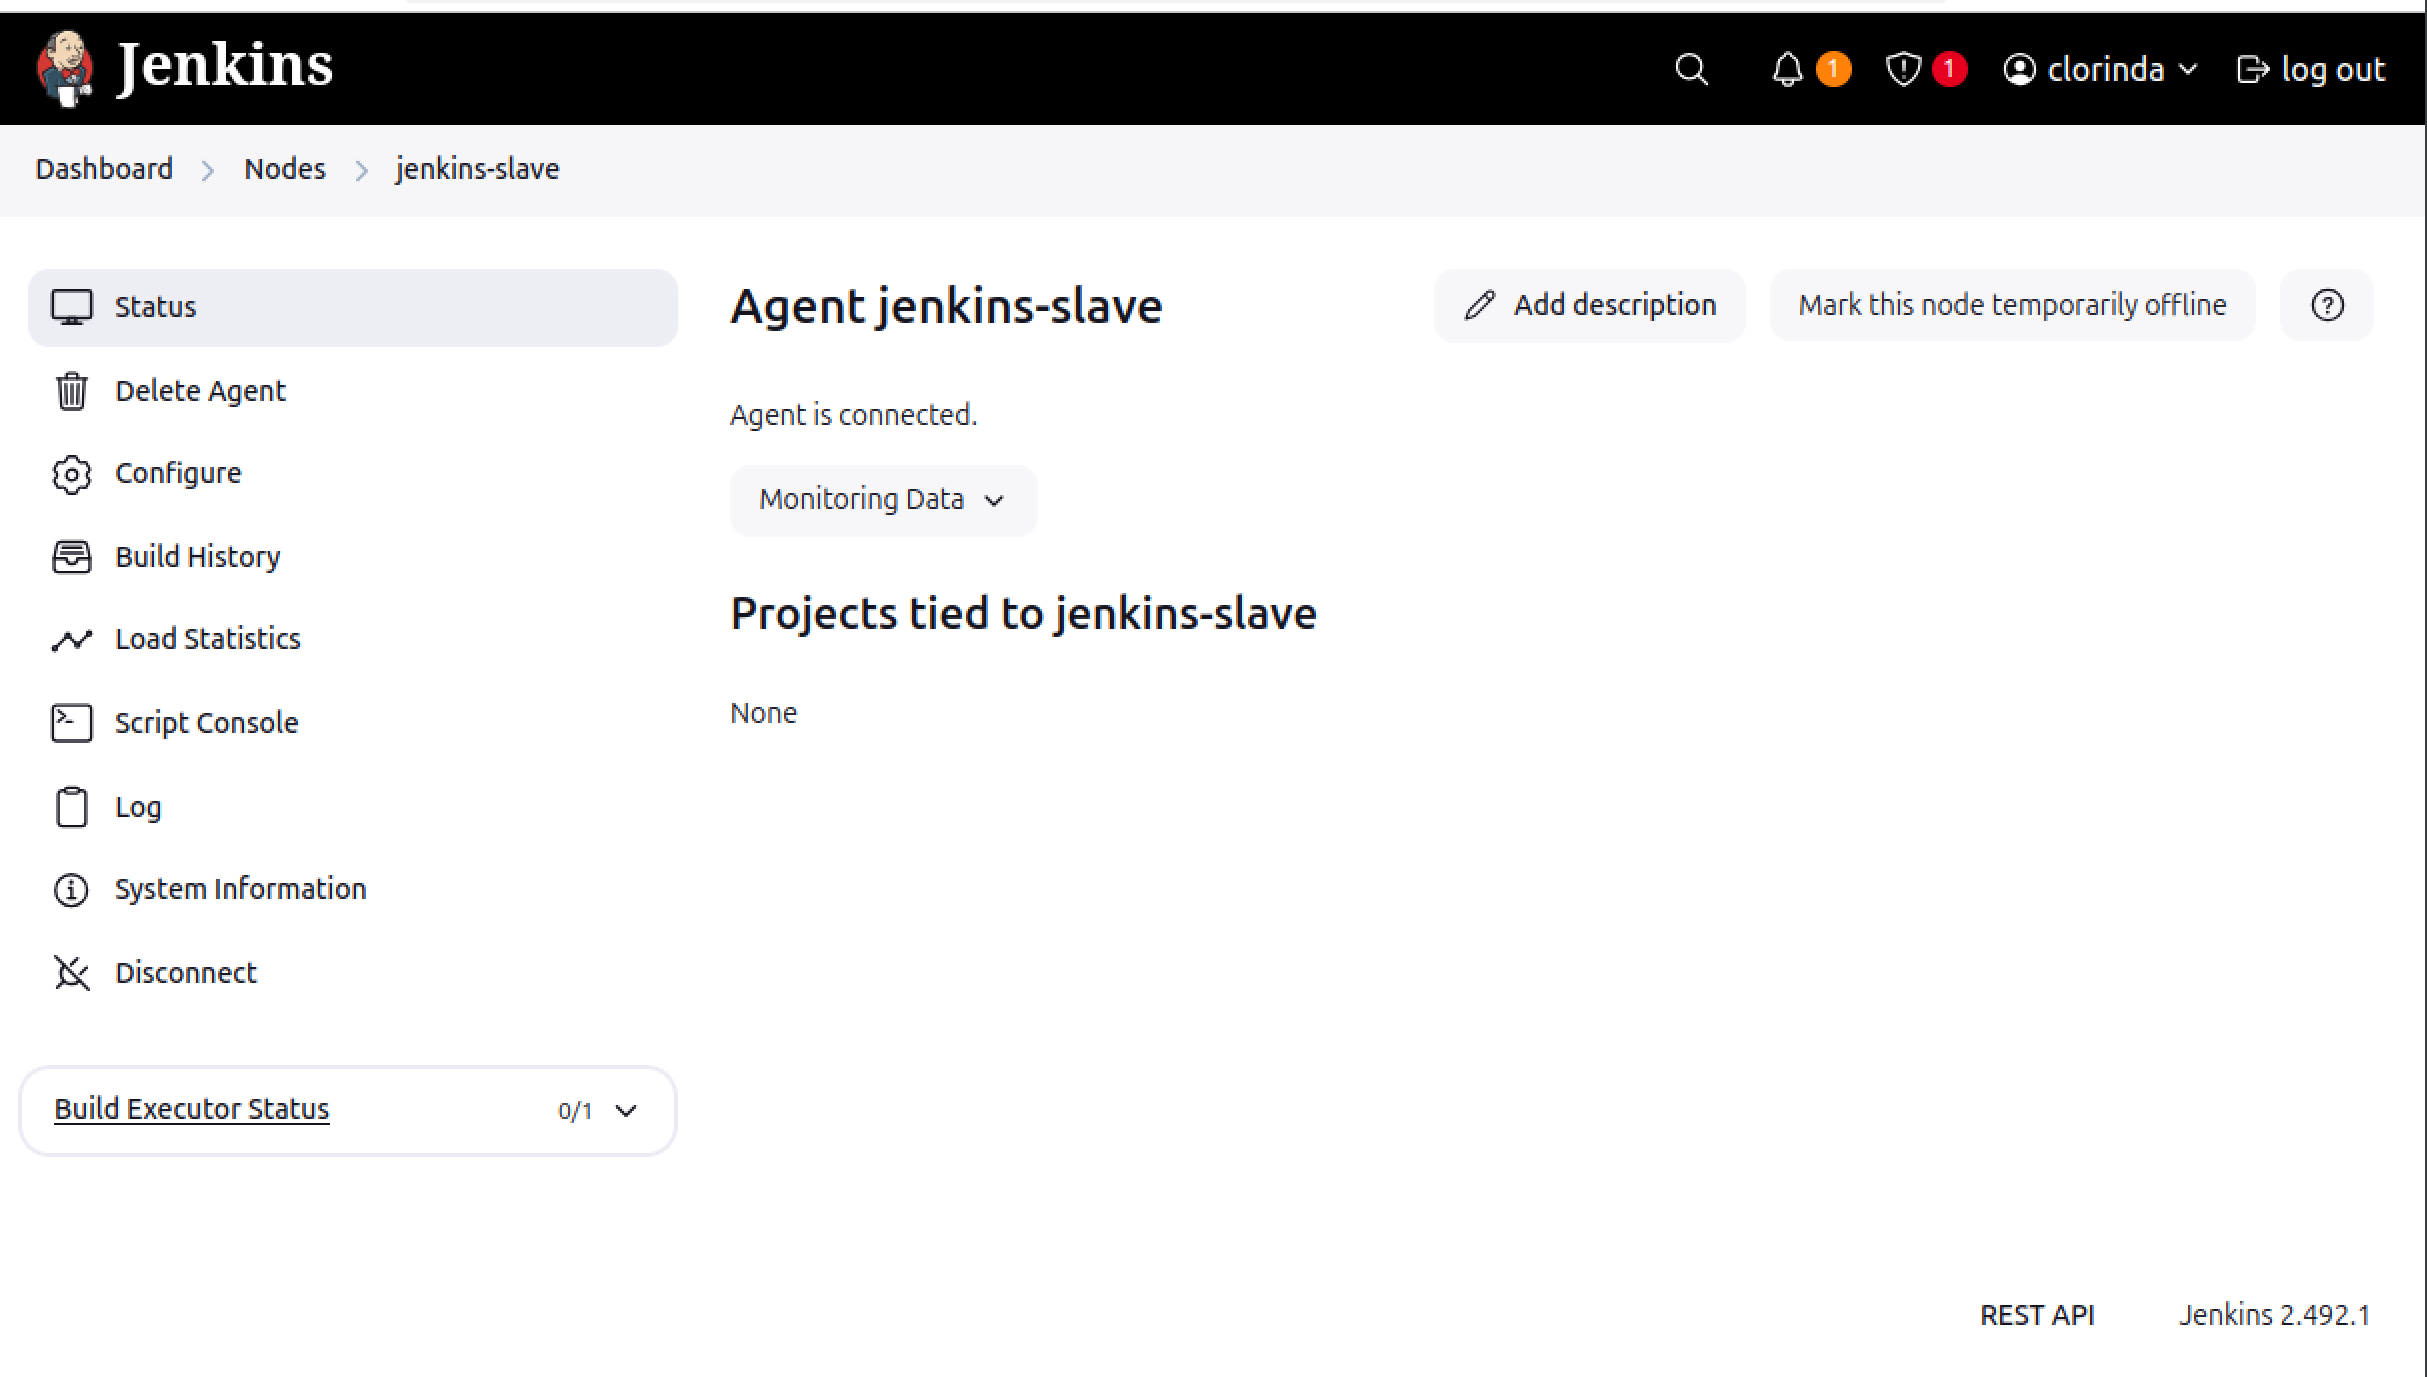 Jenkins
1
1
clorinda
log out
Dashboard
Nodes
jenkins-slave
Status
Delete Agent
Configure
Build History
Load Statistics
Script Console
Log
System Information
Disconnect
Build Executor Status
0/1
Agent jenkins-slave
Add description
Mark this node temporarily offline
Agent is connected.
Monitoring Data
Projects tied to jenkins-slave
None
REST API
Jenkins 2.492.1